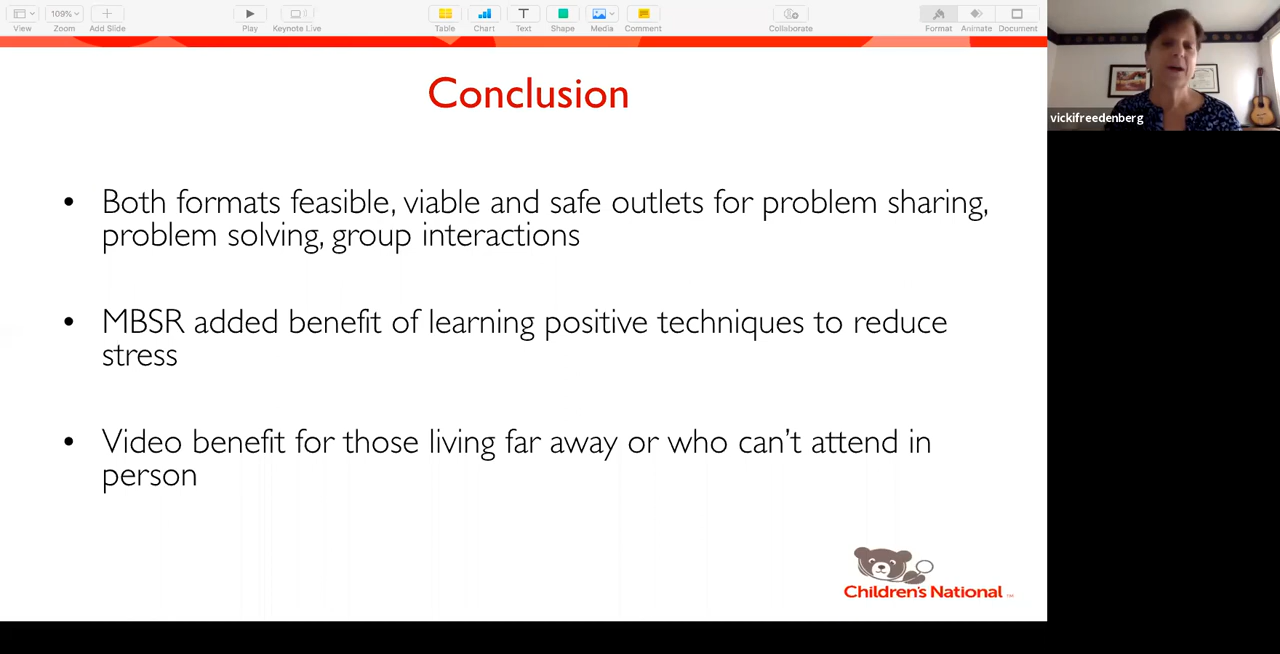 View
Zoom
Add Slide
Play
Keynote Live
Table
Chart
Text
Shape
Media
Comment
Collaborate
Format
Animate
Document
109%
Conclusion
• Both formats feasible, viable and safe outlets for problem sharing,
problem solving, group interactions
• MBSR added benefit of learning positive techniques to reduce
stress
• Video benefit for those living far away or who can't attend in
person
Children's National ™
vickifreedenberg